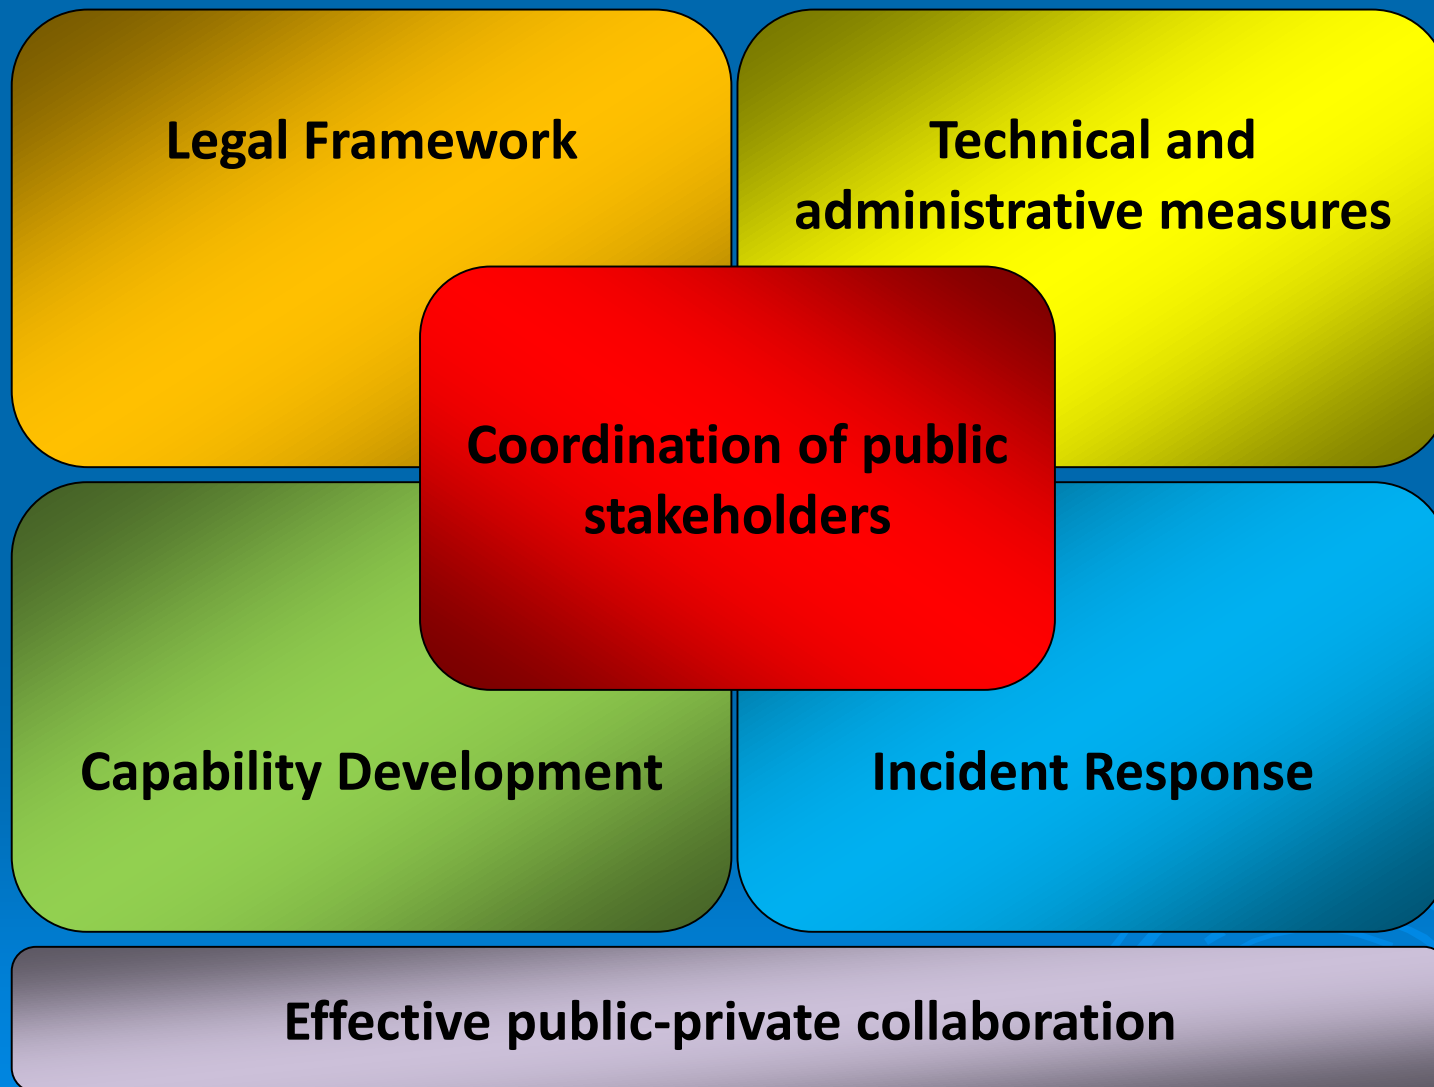 Legal Framework
Technical and
administrative measures
Coordination of public
stakeholders
Capability Development
Incident Response
Effective public-private collaboration